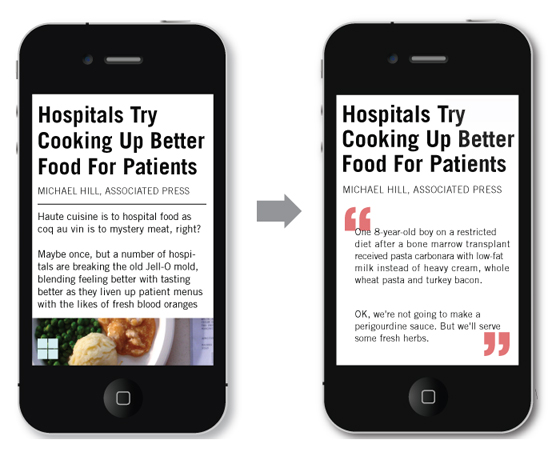 Hospitals Try
Cooking Up Better
Food For Patients
MICHAEL HILL, ASSOCIATED PRESS
Haute cuisine is to hospital food as
coq au vin is to mystery meat, right?
Maybe once, but a number of hospi-
tals are breaking the old Jell-O mold,
blending feeling better with tasting
better as they liven up patient menus
with the likes of fresh blood oranges
Hospitals Try
Cooking Up Better
Food For Patients
MICHAEL HILL, ASSOCIATED PRESS
“
One 8-year-old boy on a restricted
diet after a bone marrow transplant
received pasta carbonara with low-fat
milk instead of heavy cream, whole
wheat pasta and turkey bacon.
OK, we're not going to make a
perigourdine sauce. But we'll serve
some fresh herbs.
”